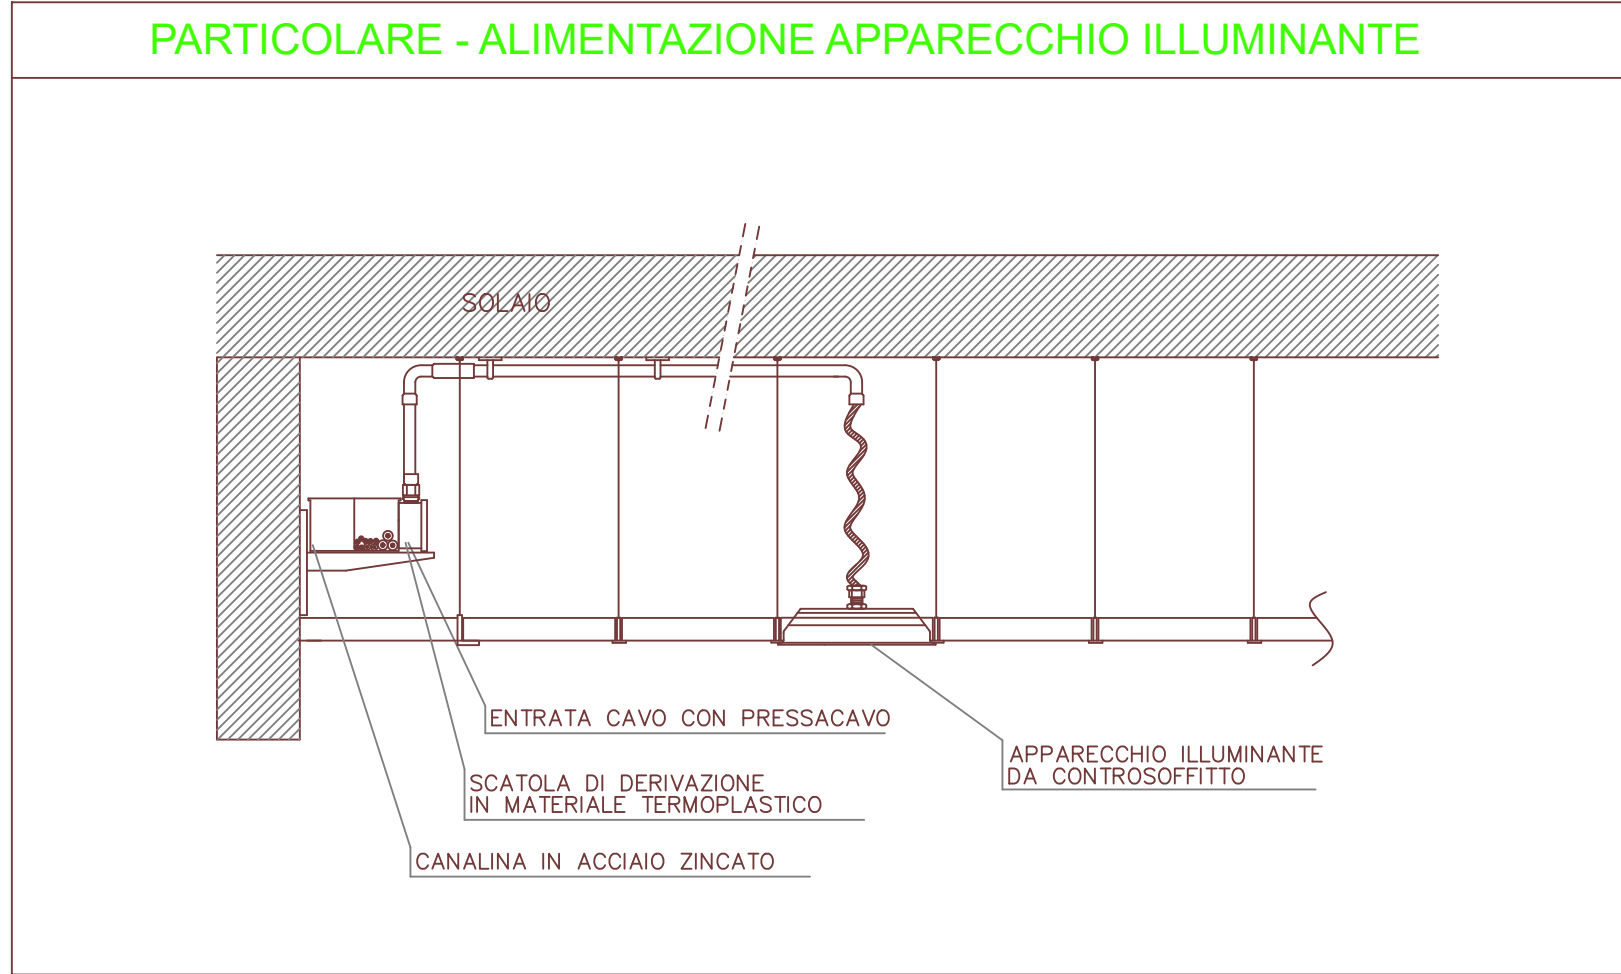 PARTICOLARE - ALIMENTAZIONE APPARECCHIO ILLUMINANTE
SOLAIO
ENTRATA CAVO CON PRESSACAVO
APPARECCHIO ILLUMINANTE
DA CONTROSOFFITTO
SCATOLA DI DERIVAZIONE
IN MATERIALE TERMOPLASTICO
CANALINA IN ACCIAIO ZINCATO